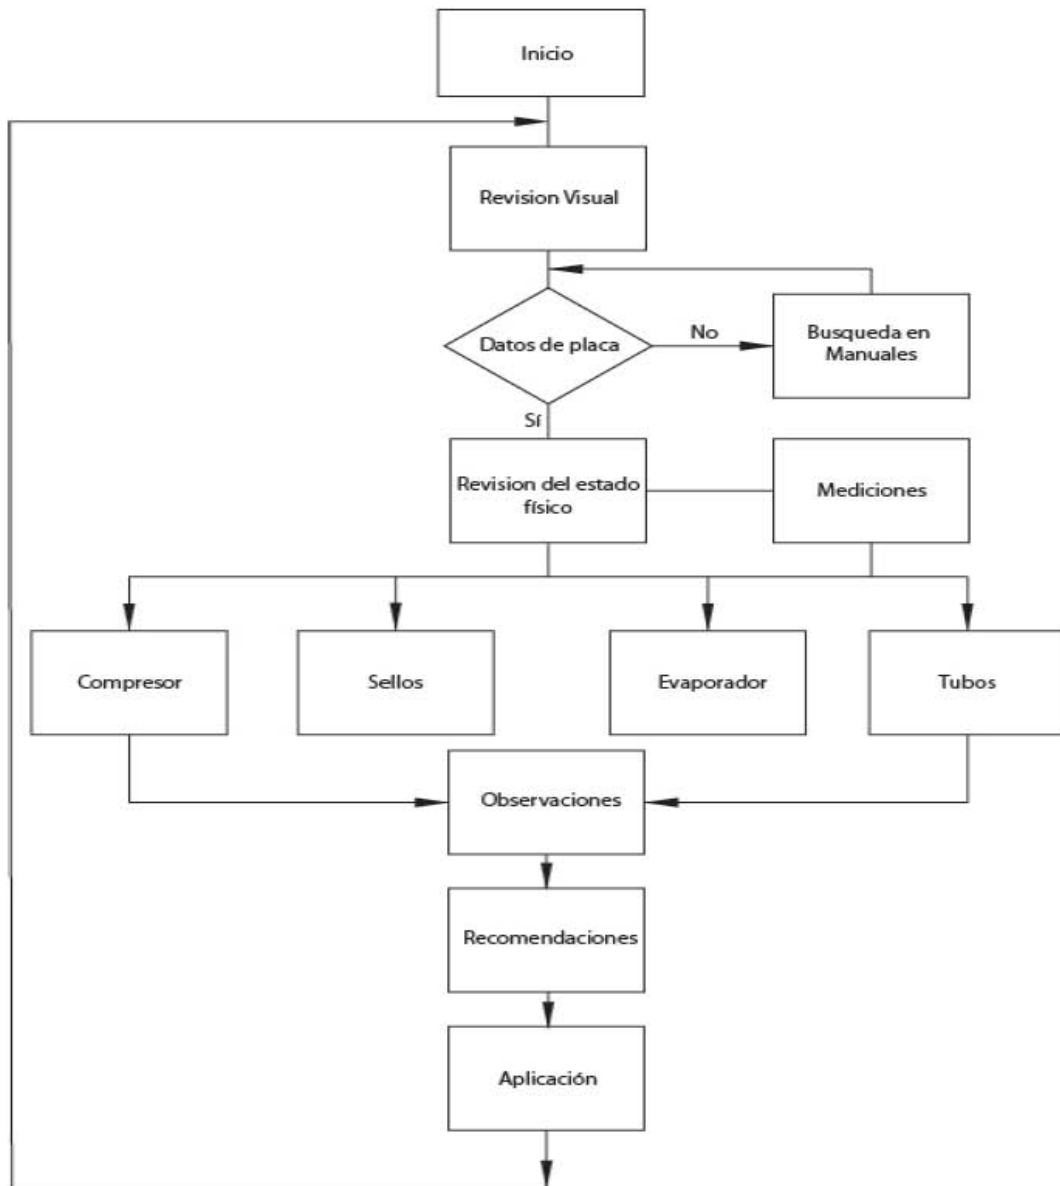 Inicio
Revision Visual
Datos de placa
No
Busqueda en
Manuales
Sí
Revision del estado
físico
Mediciones
Compresor
Sellos
Evaporador
Tubos
Observaciones
Recomendaciones
Aplicación